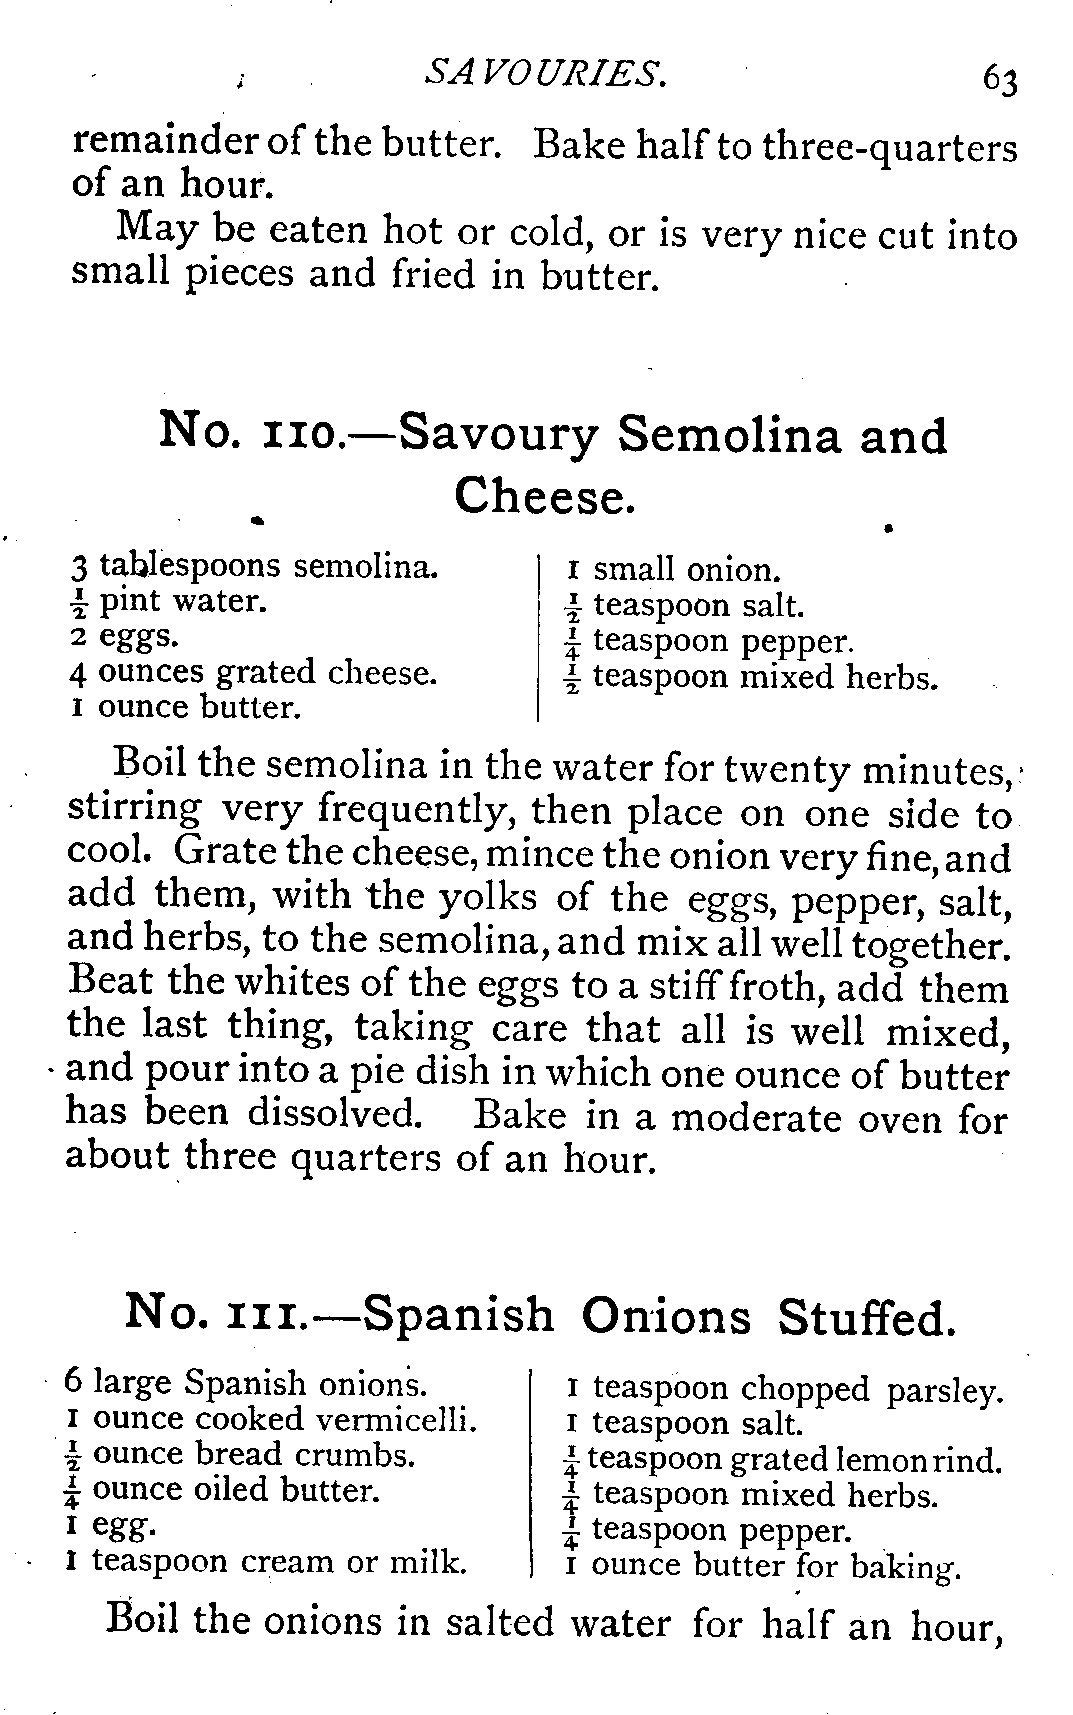 SAVOURIES. 63
remainder of the butter. Bake half to three-quarters
of an hour.
May be eaten hot or cold, or is very nice cut into
small pieces and fried in butter.
No. 110.—Savoury Semolina and
Cheese.
3 tablespoons semolina.
½ pint water.
2 eggs.
4 ounces grated cheese.
1 ounce butter.
1 small onion.
½ teaspoon salt.
¼ teaspoon pepper.
½ teaspoon mixed herbs.
Boil the semolina in the water for twenty minutes,
stirring very frequently, then place on one side to
cool. Grate the cheese, mince the onion very fine, and
add them, with the yolks of the eggs, pepper, salt,
and herbs, to the semolina, and mix all well together.
Beat the whites of the eggs to a stiff froth, add them
the last thing, taking care that all is well mixed,
and pour into a pie dish in which one ounce of butter
has been dissolved. Bake in a moderate oven for
about three quarters of an hour.
No. 111.—Spanish Onions Stuffed.
6 large Spanish onions.
1 ounce cooked vermicelli.
½ ounce bread crumbs.
¼ ounce oiled butter.
1 egg.
1 teaspoon cream or milk.
1 teaspoon chopped parsley.
1 teaspoon salt.
¼ teaspoon grated lemon rind.
¼ teaspoon mixed herbs.
¼ teaspoon pepper.
1 ounce butter for baking.
Boil the onions in salted water for half an hour,